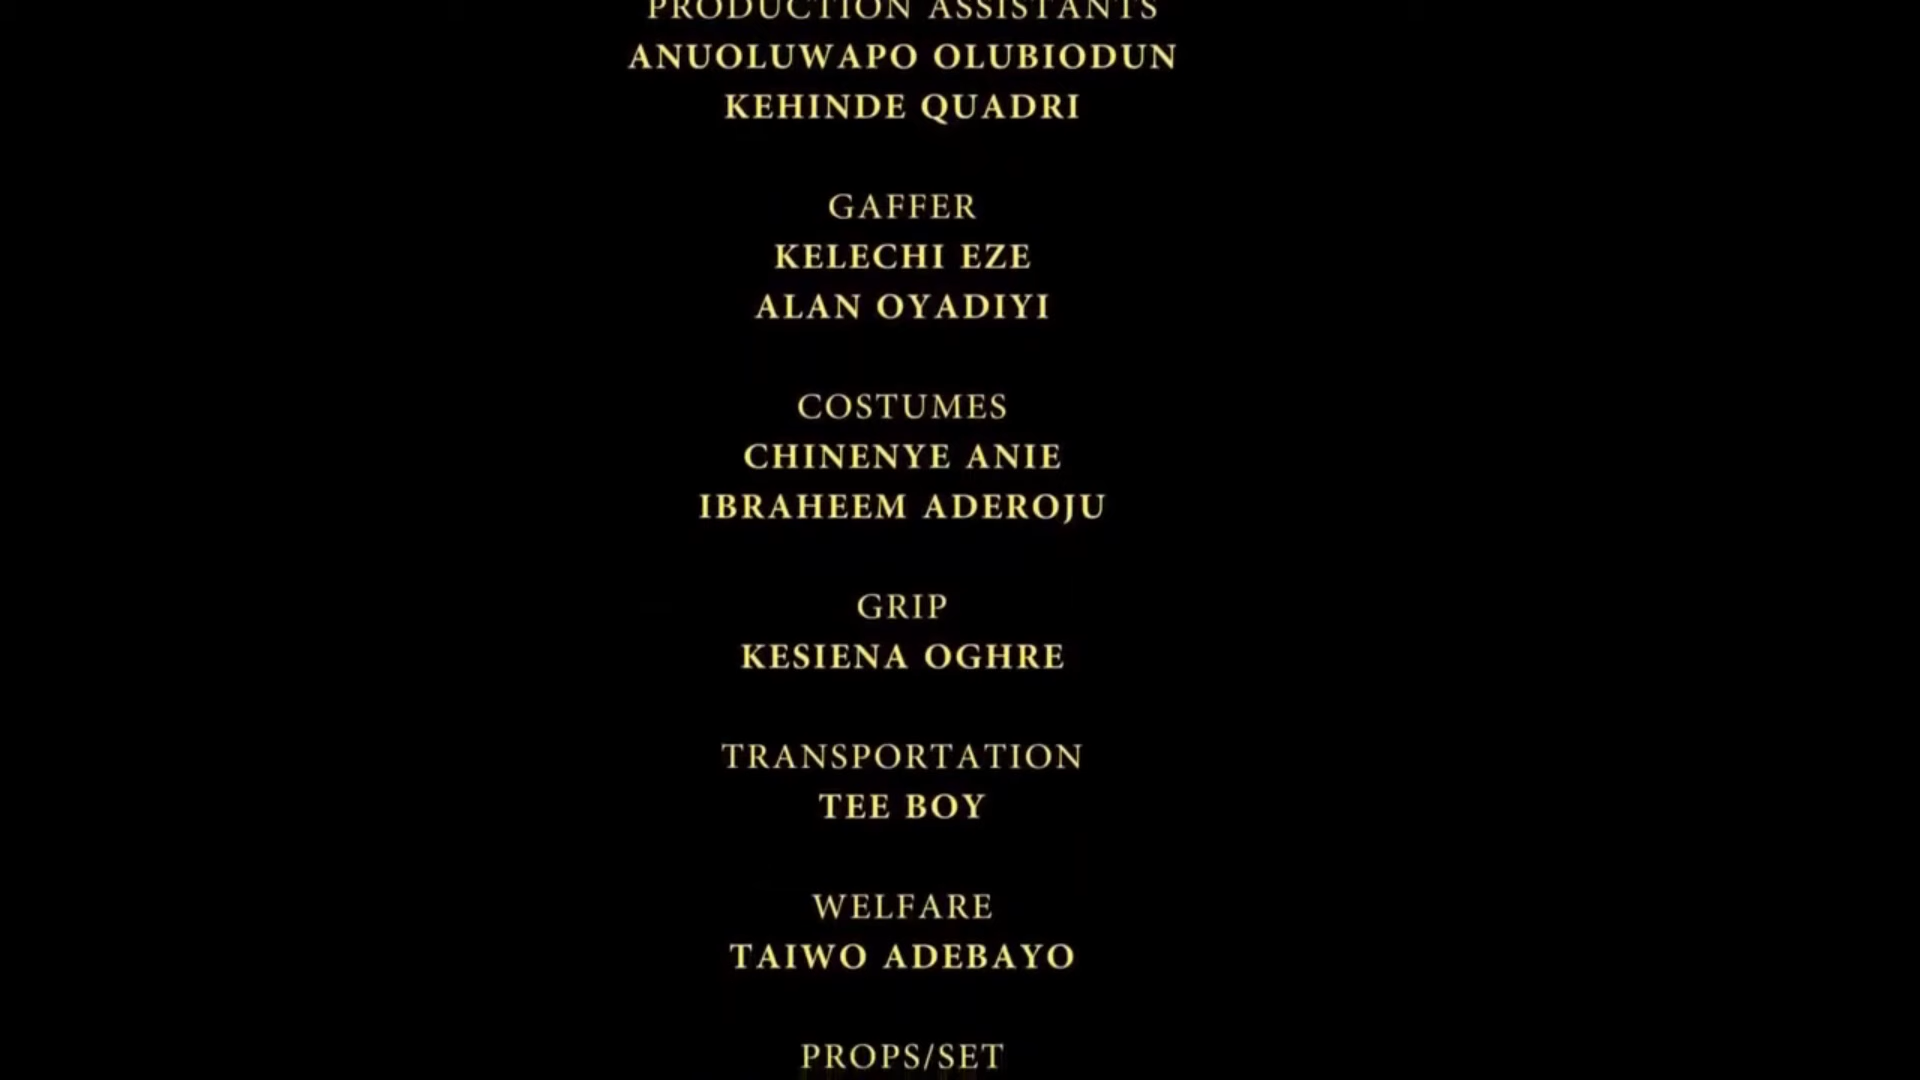 PRODUCTION ASSISTANTS
ANUOLUWAPO OLUBIODUN
KEHINDE QUADRI
GAFFER
KELECHI EZE
ALAN OYADIYI
COSTUMES
CHINENYE ANIE
IBRAHEEM ADEROJU
GRIP
KESIENA OGHRE
TRANSPORTATION
TEE BOY
WELFARE
TAIWO ADEBAYO
PROPS/SET